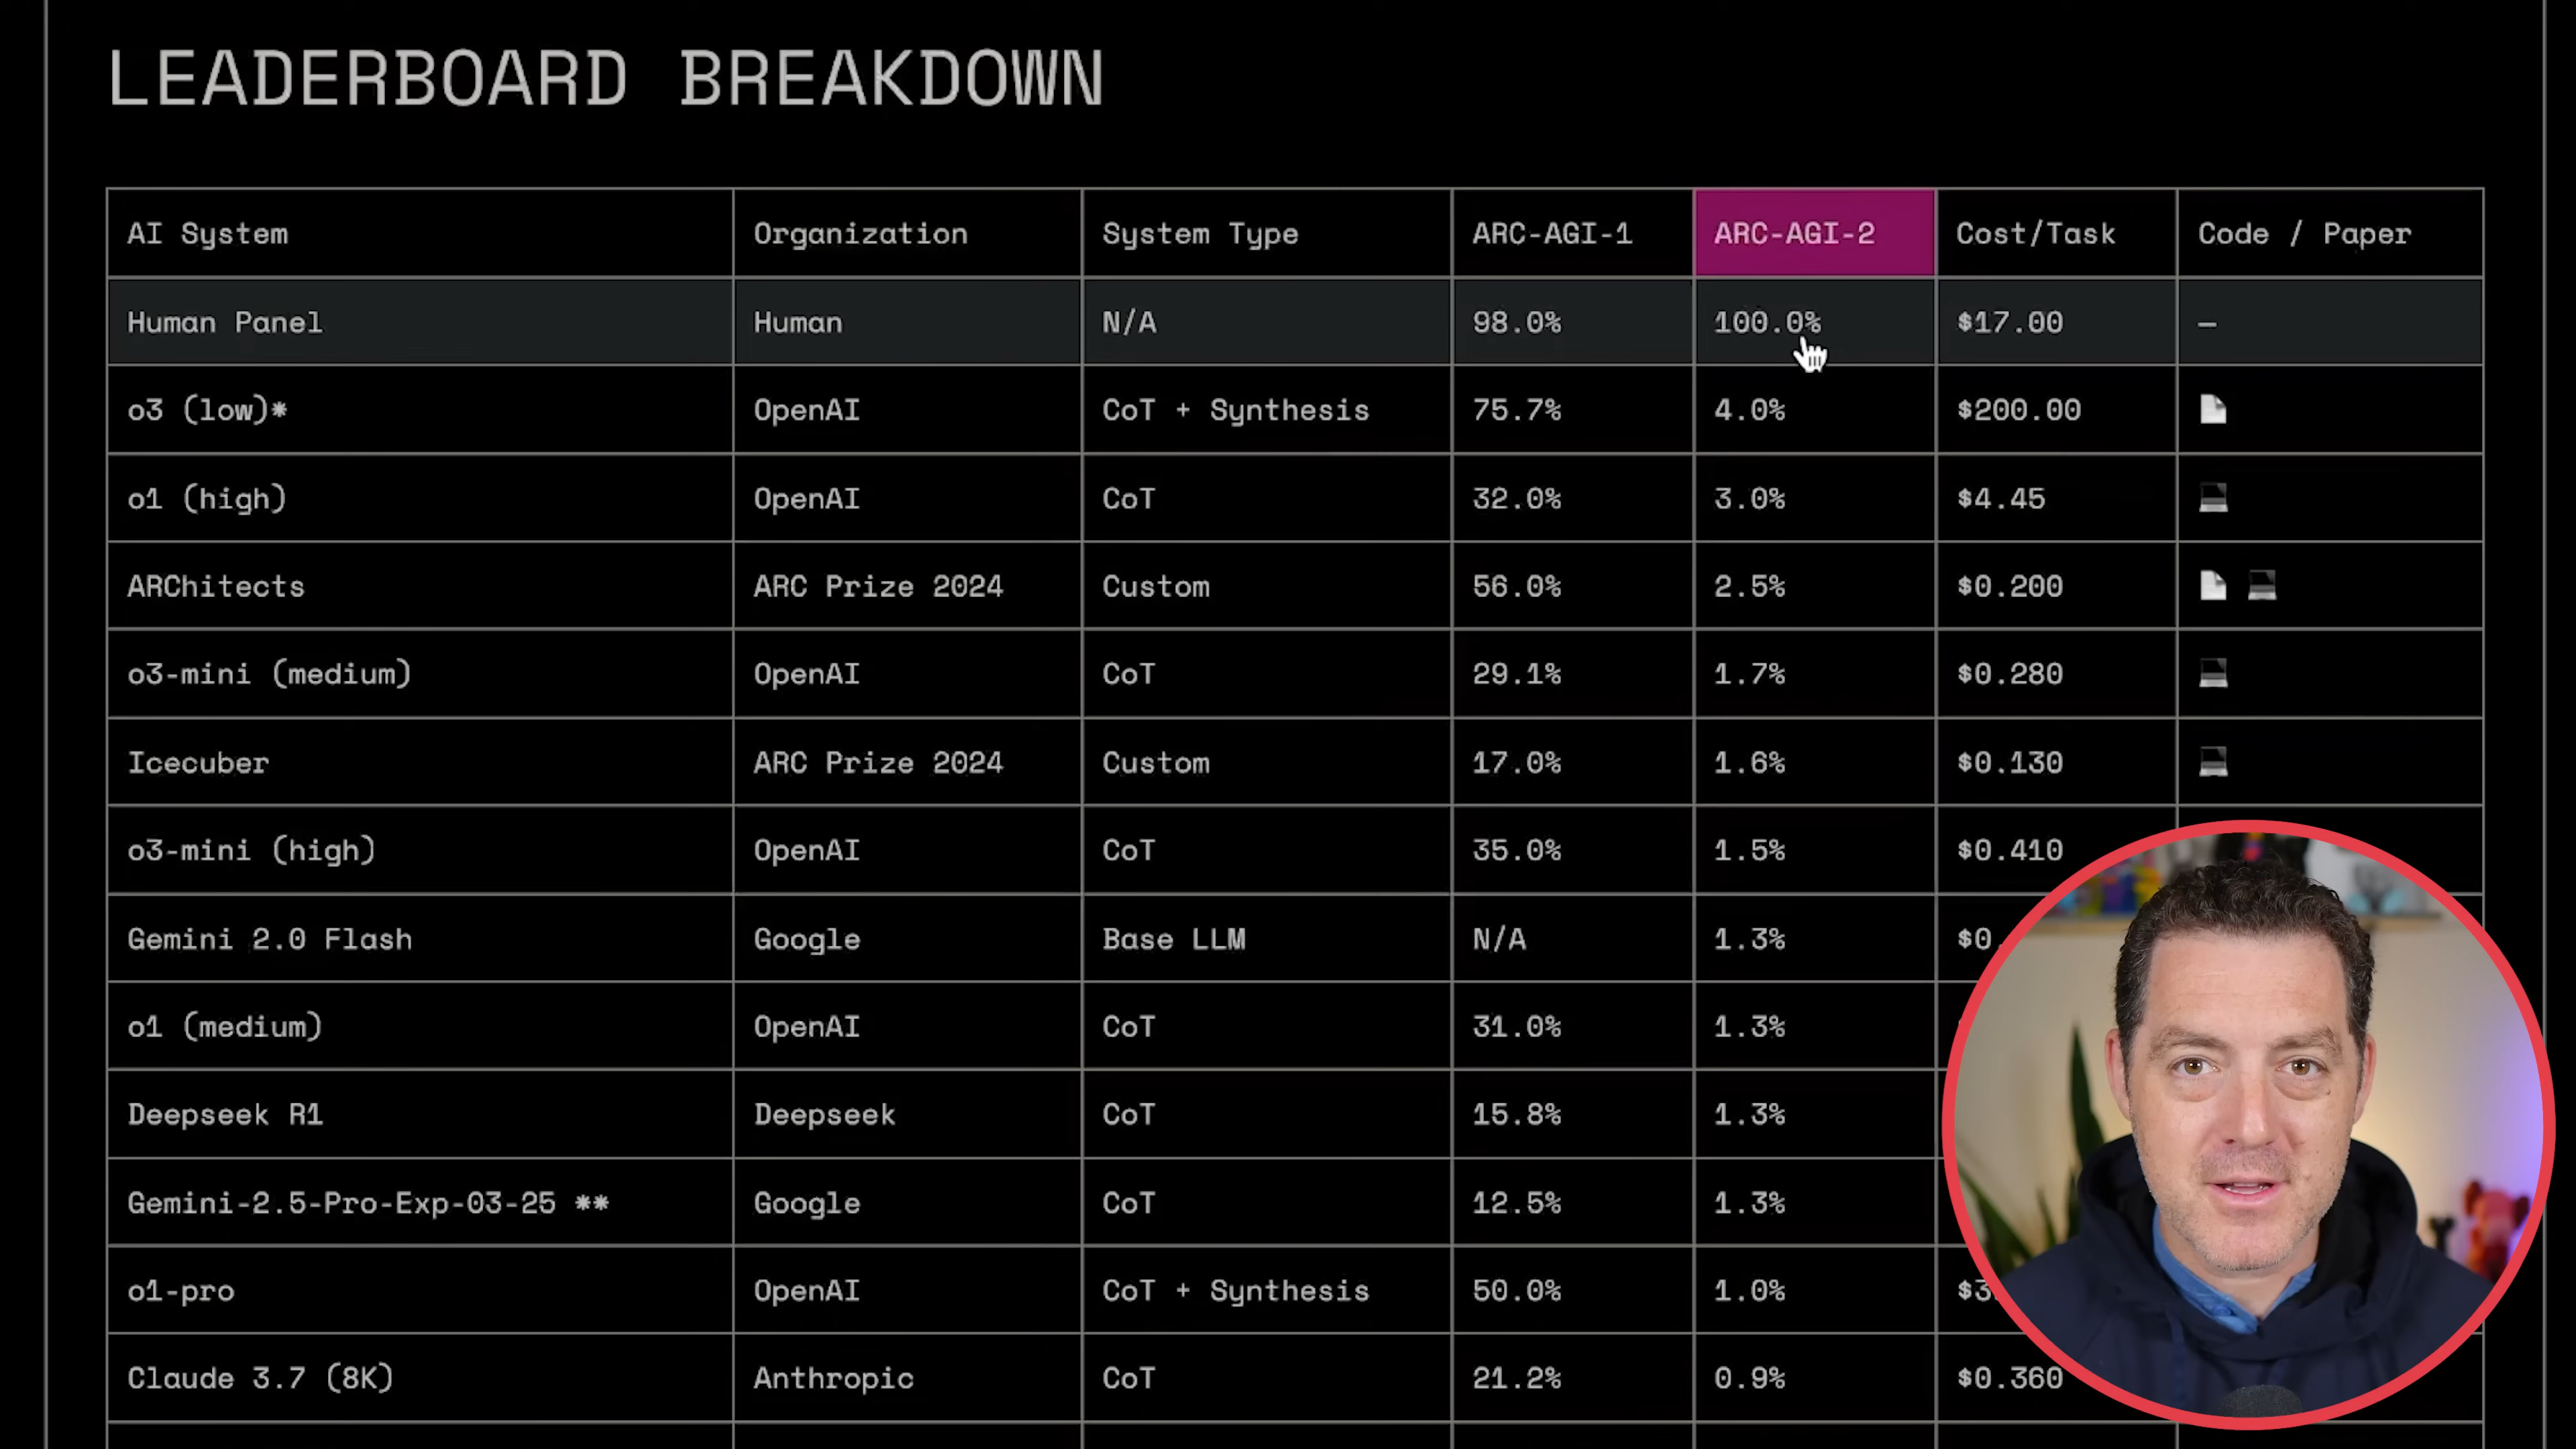 LEADERBOARD BREAKDOWN
AI System Organization System Type ARC-AGI-1 ARC-AGI-2 Cost/Task Code / Paper
Human Panel Human N/A 98.0% 100.0% $17.00 —
o3 (low)* OpenAI CoT + Synthesis 75.7% 4.0% $200.00
o1 (high) OpenAI CoT 32.0% 3.0% $4.45
ARChitects ARC Prize 2024 Custom 56.0% 2.5% $0.200
o3-mini (medium) OpenAI CoT 29.1% 1.7% $0.280
Icecuber ARC Prize 2024 Custom 17.0% 1.6% $0.130
o3-mini (high) OpenAI CoT 35.0% 1.5% $0.410
Gemini 2.0 Flash Google Base LLM N/A 1.3%
o1 (medium) OpenAI CoT 31.0% 1.3%
Deepseek R1 Deepseek CoT 15.8% 1.3%
Gemini-2.5-Pro-Exp-03-25 ** Google CoT 12.5% 1.3%
o1-pro OpenAI CoT + Synthesis 50.0% 1.0%
Claude 3.7 (8K) Anthropic CoT 21.2% 0.9% $0.360